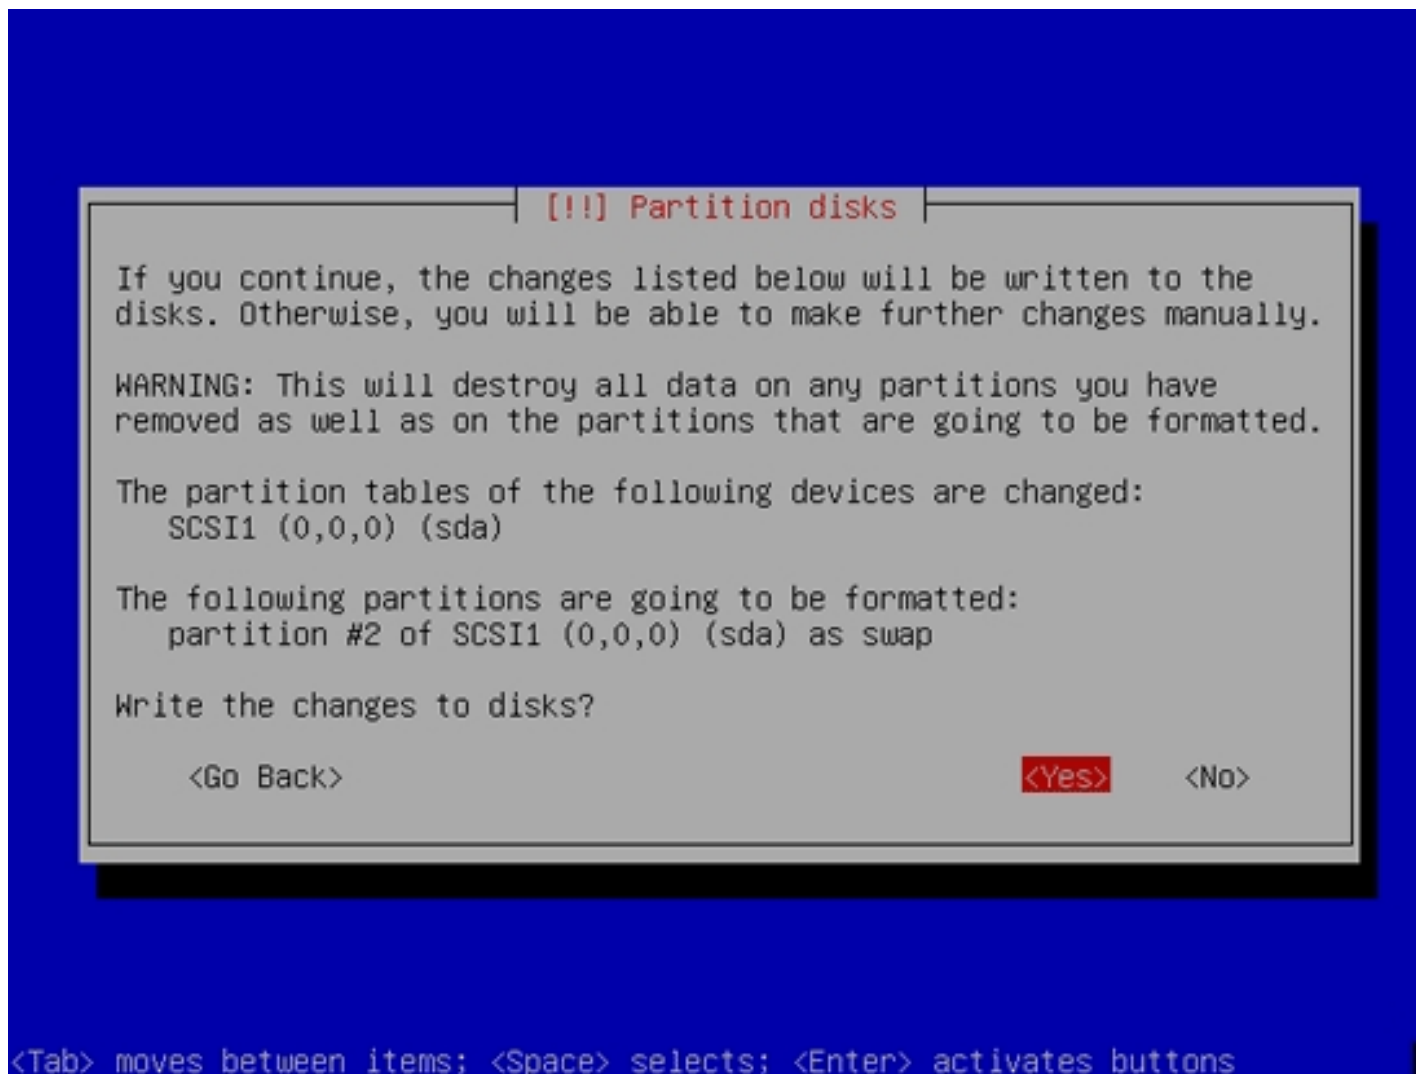 [!!] Partition disks
If you continue, the changes listed below will be written to the
disks. Otherwise, you will be able to make further changes manually.
WARNING: This will destroy all data on any partitions you have
removed as well as on the partitions that are going to be formatted.
The partition tables of the following devices are changed:
SCSI1 (0,0,0) (sda)
The following partitions are going to be formatted:
partition #2 of SCSI1 (0,0,0) (sda) as swap
Write the changes to disks?
<Go Back> <Yes> <No>
<Tab> moves between items; <Space> selects; <Enter> activates buttons